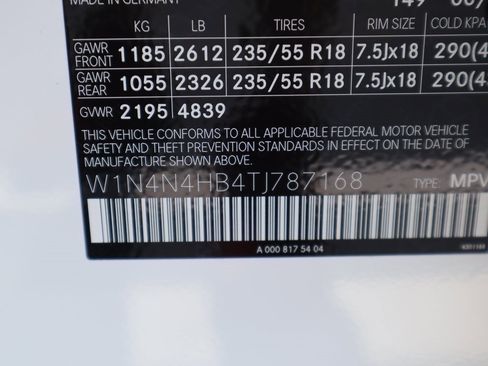 MADE IN GERMANY 149
KG LB TIRES RIM SIZE COLD KPA
GAWR FRONT 1185 2612 235/55 R18 7.5Jx18 290(4
GAWR REAR 1055 2326 235/55 R18 7.5Jx18 290(4
GVWR 2195 4839
THIS VEHICLE CONFORMS TO ALL APPLICABLE FEDERAL MOTOR VEHICLE
SAFETY AND THEFT PREVENTION STANDARDS IN EFFECT ON THE DATE OF
W1N4N4HB4TJ787168 TYPE: MPV
A 000 817 54 04